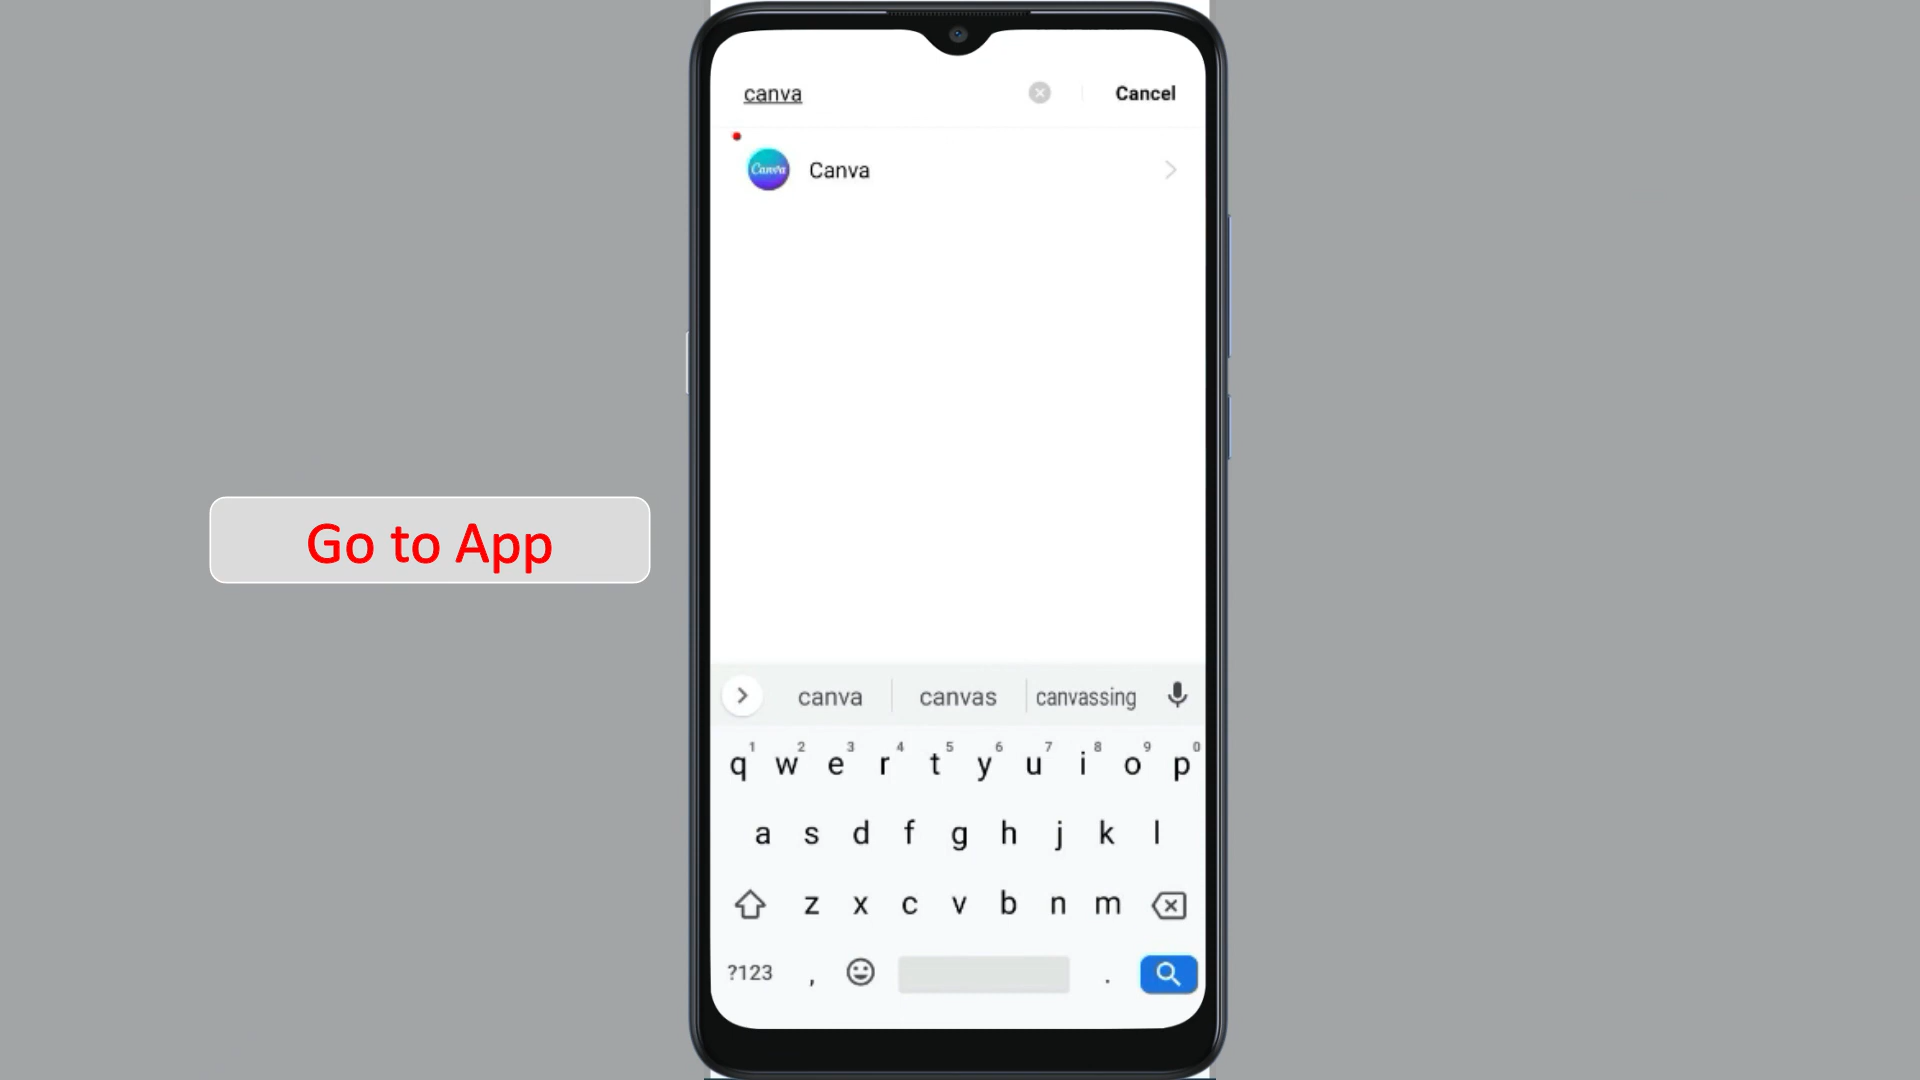 canva
Cancel
Canva
Canva
Go to App
canva canvas canvassing
1 2 3 4 5 6 7 8 9 0
q w e r t y u i o p
a s d f g h j k l
z x c v b n m
?123 , .